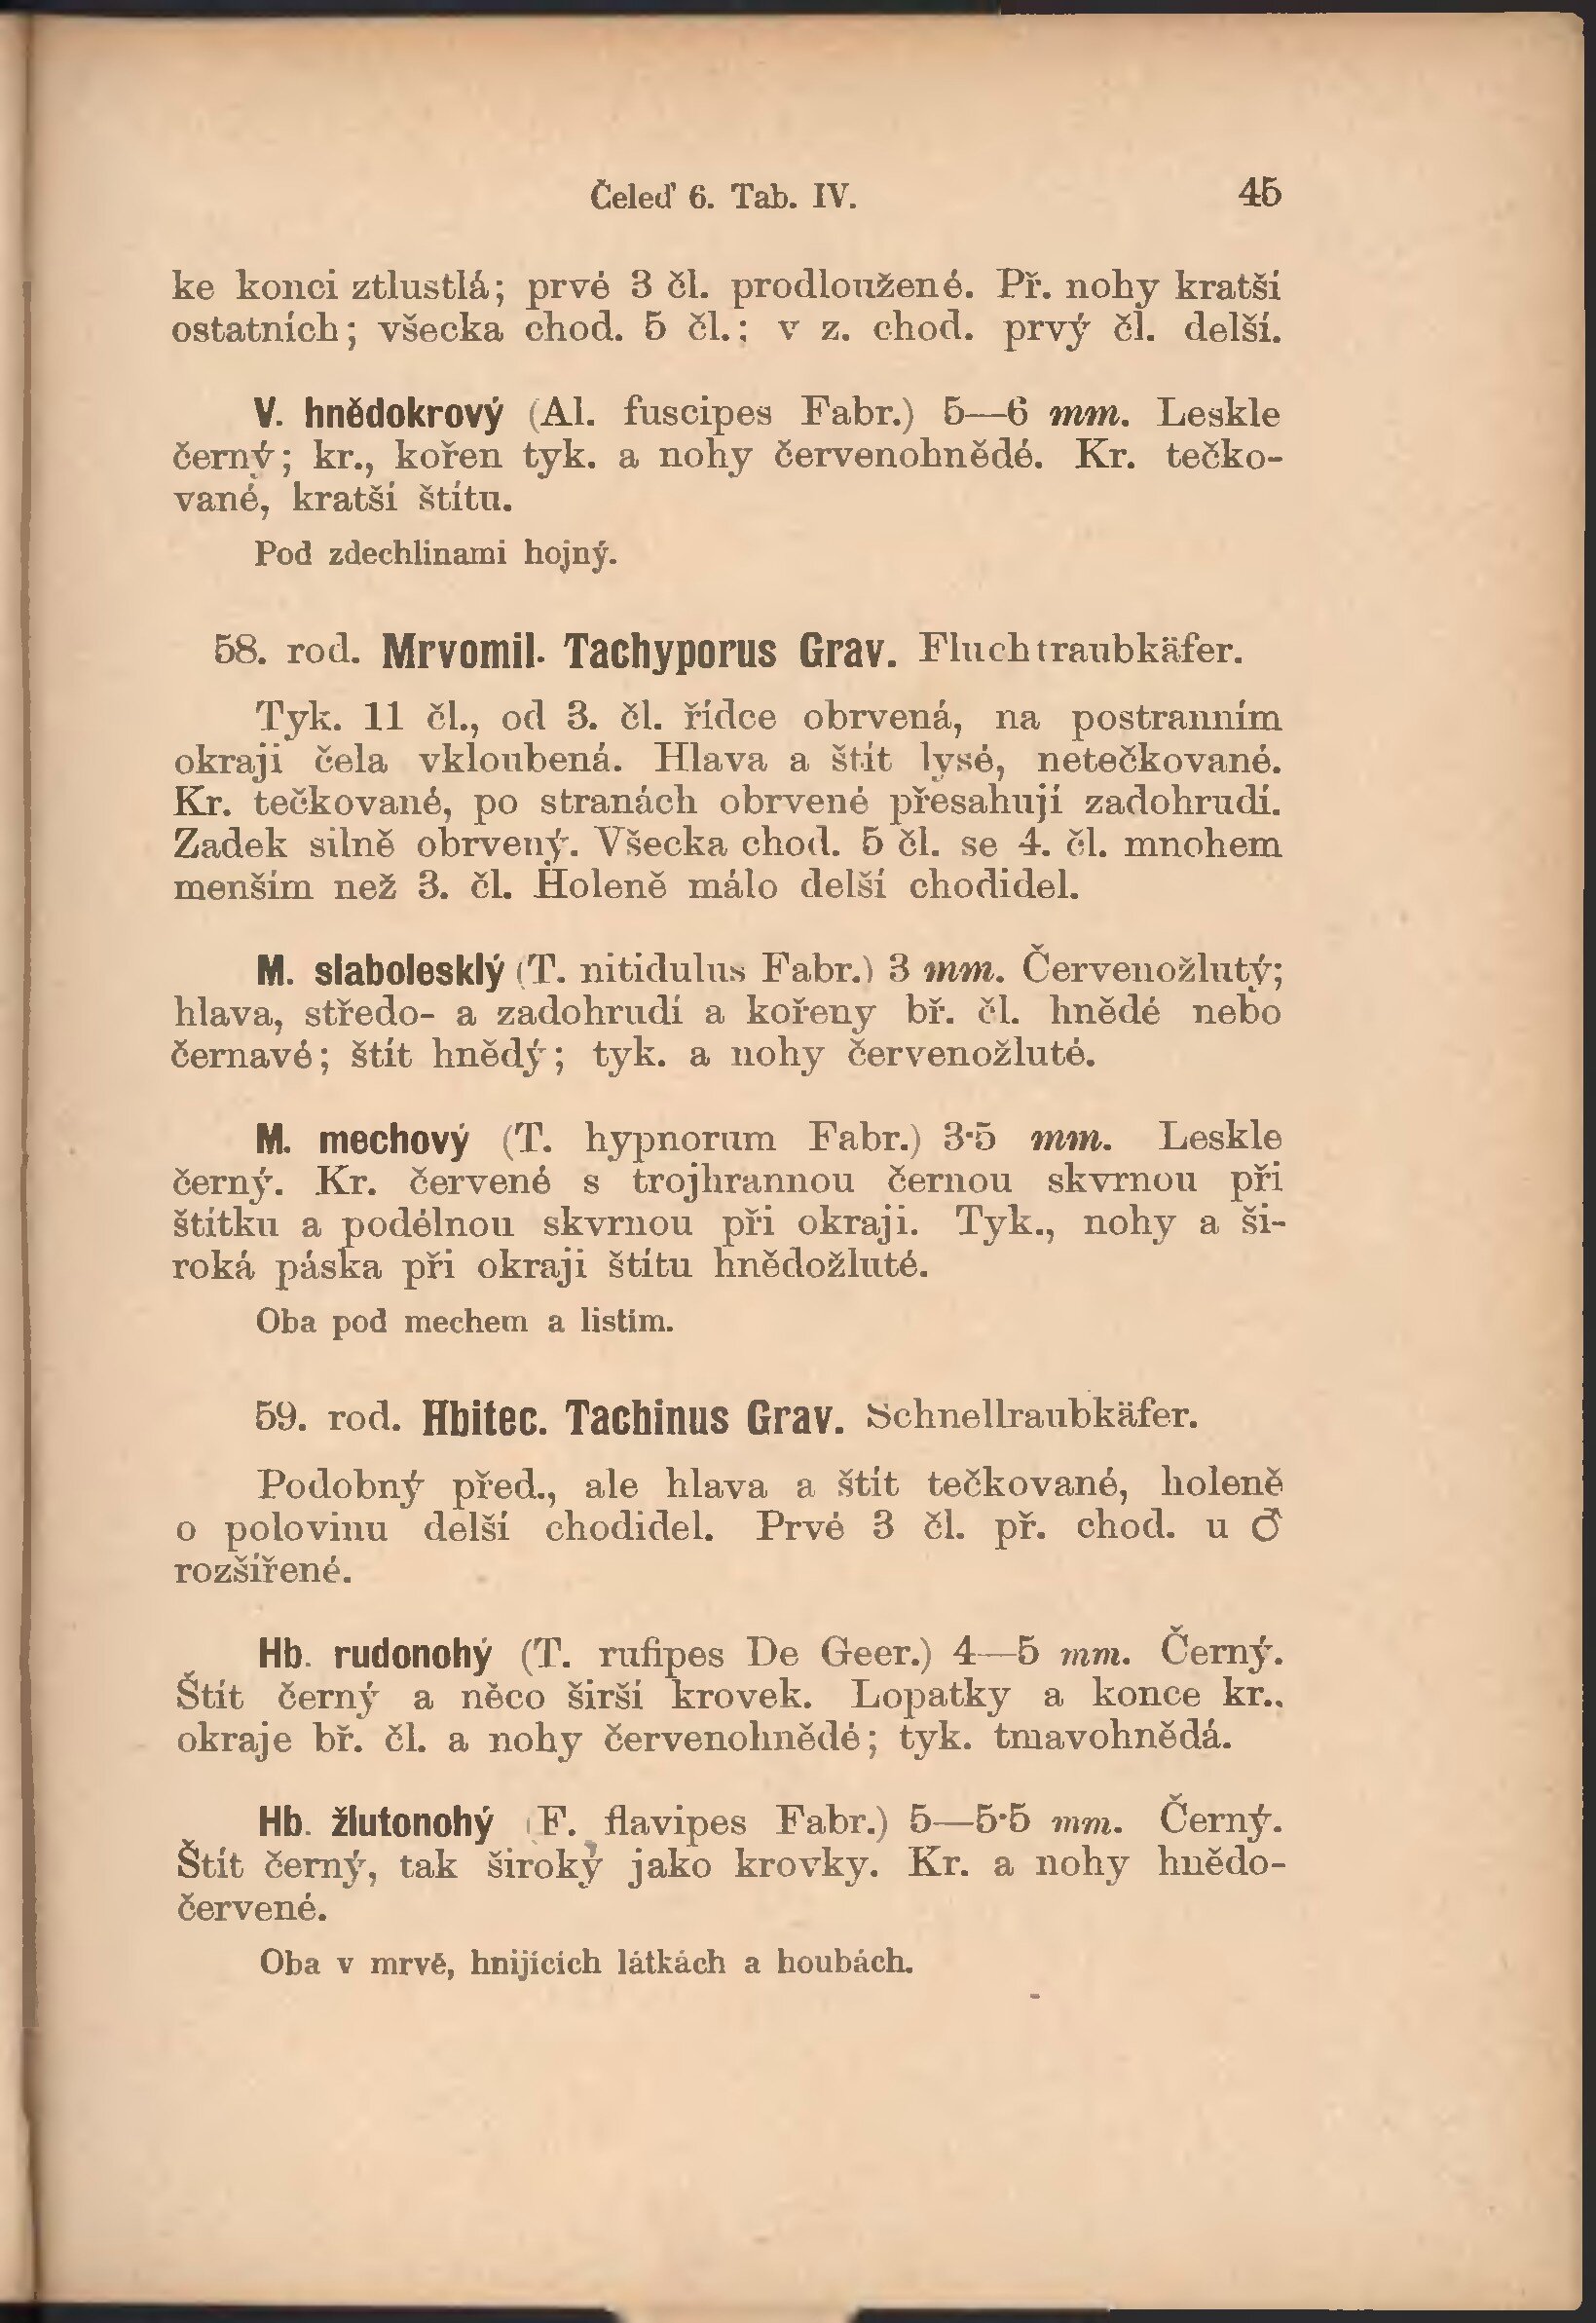 Čeleď 6. Tab. IV. 45
ke konci ztlustlá; prvé 3 čl. prodloužené. Př. nohy kratší
ostatních; všecka chod. 5 čl.; v z. chod. prvý čl. delší.
V. hnědokrový (Al. fuscipes Fabr.) 5—6 mm. Leskle
černý; kr., kořen tyk. a nohy červenohnědé. Kr. tečko-
vané, kratší štítu.
Pod zdechlinami hojný.
58. rod. Mrvomil. Tachyporus Grav. Fluchtraubkäfer.
Tyk. 11 čl., od 3. čl. řídce obrvená, na postranním
okraji čela vkloubená. Hlava a štít lysé, netečkované.
Kr. tečkované, po stranách obrvené přesahují zadohrudí.
Zadek silně obrvený. Všecka chod. 5 čl. se 4. čl. mnohem
menším než 3. čl. Holeně málo delší chodidel.
M. slabolesklý (T. nitidulus Fabr.) 3 mm. Červenožlutý;
hlava, středo- a zadohrudí a kořeny bř. čl. hnědé nebo
černavé; štít hnědý; tyk. a nohy červenožluté.
M. mechový (T. hypnorum Fabr.) 3·5 mm. Leskle
černý. Kr. červené s trojhrannou černou skvrnou při
štítku a podélnou skvrnou při okraji. Tyk., nohy a ši-
roká páska při okraji štítu hnědožluté.
Oba pod mechem a listím.
59. rod. Hbitec. Tachinus Grav. Schnellraubkäfer.
Podobný před., ale hlava a štít tečkované, holeně
o polovinu delší chodidel. Prvé 3 čl. př. chod. u ♂
rozšířené.
Hb. rudonohý (T. rufipes De Geer.) 4—5 mm. Černý.
Štít černý a něco širší krovek. Lopatky a konce kr.,
okraje bř. čl. a nohy červenohnědé; tyk. tmavohnědá.
Hb. žlutonohý (F. flavipes Fabr.) 5—5·5 mm. Černý.
Štít černý, tak široký jako krovky. Kr. a nohy hnědo-
červené.
Oba v mrvě, hnijících látkách a houbách.